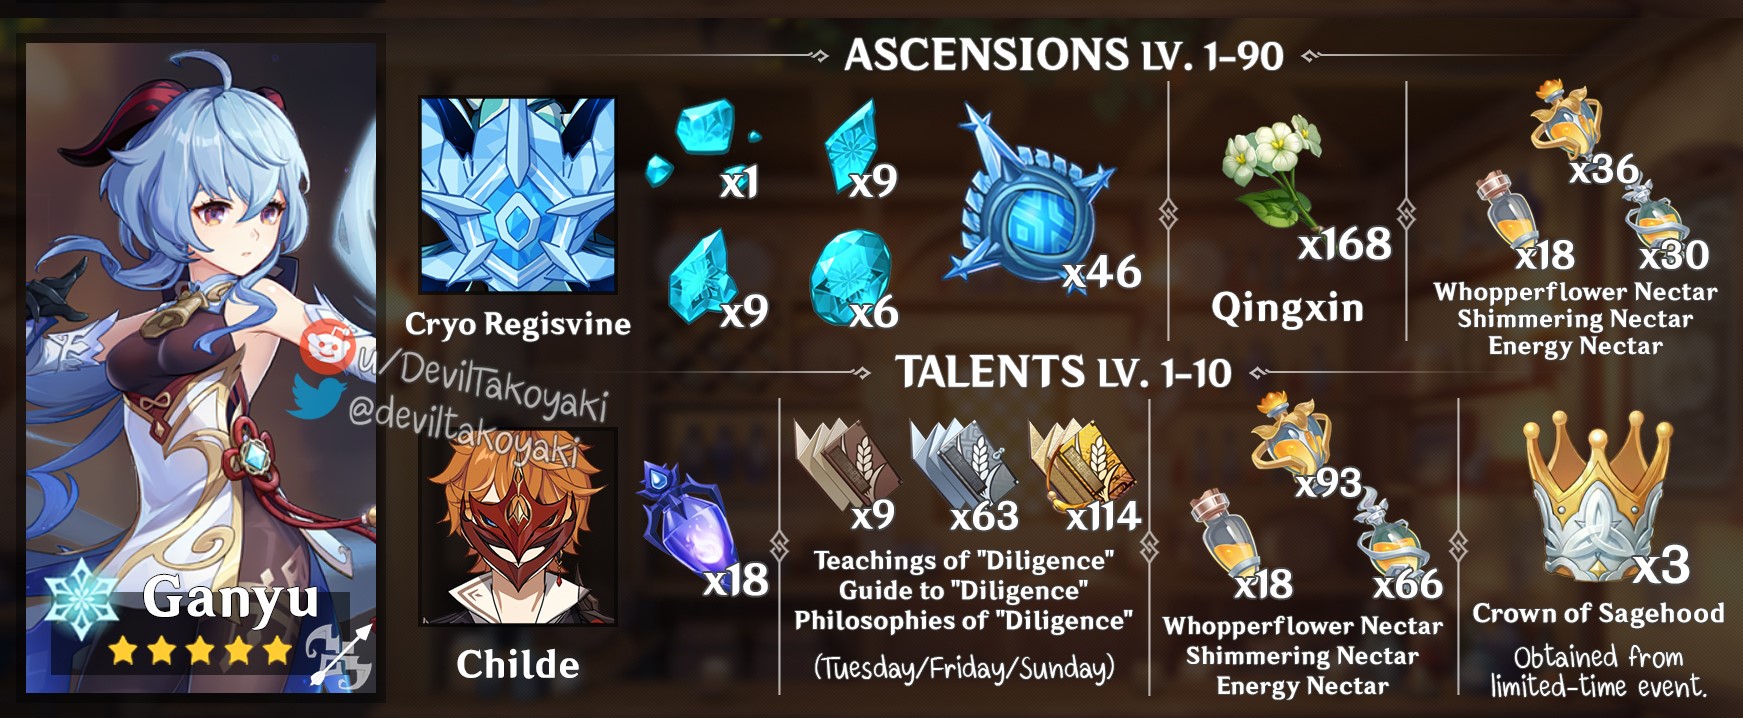 ASCENSIONS LV. 1-90
x1
x9
x9
x6
x46
x168
x36
x18
x30
Cryo Regisvine
Qingxin
Whopperflower Nectar
Shimmering Nectar
Energy Nectar
u/DevilTakoyaki
@deviltakoyaki
TALENTS LV. 1-10
x18
x9
x63
x114
Teachings of "Diligence"
Guide to "Diligence"
Philosophies of "Diligence"
(Tuesday/Friday/Sunday)
x93
x18
x66
Whopperflower Nectar
Shimmering Nectar
Energy Nectar
x3
Crown of Sagehood
Obtained from
limited-time event.
Ganyu
Childe